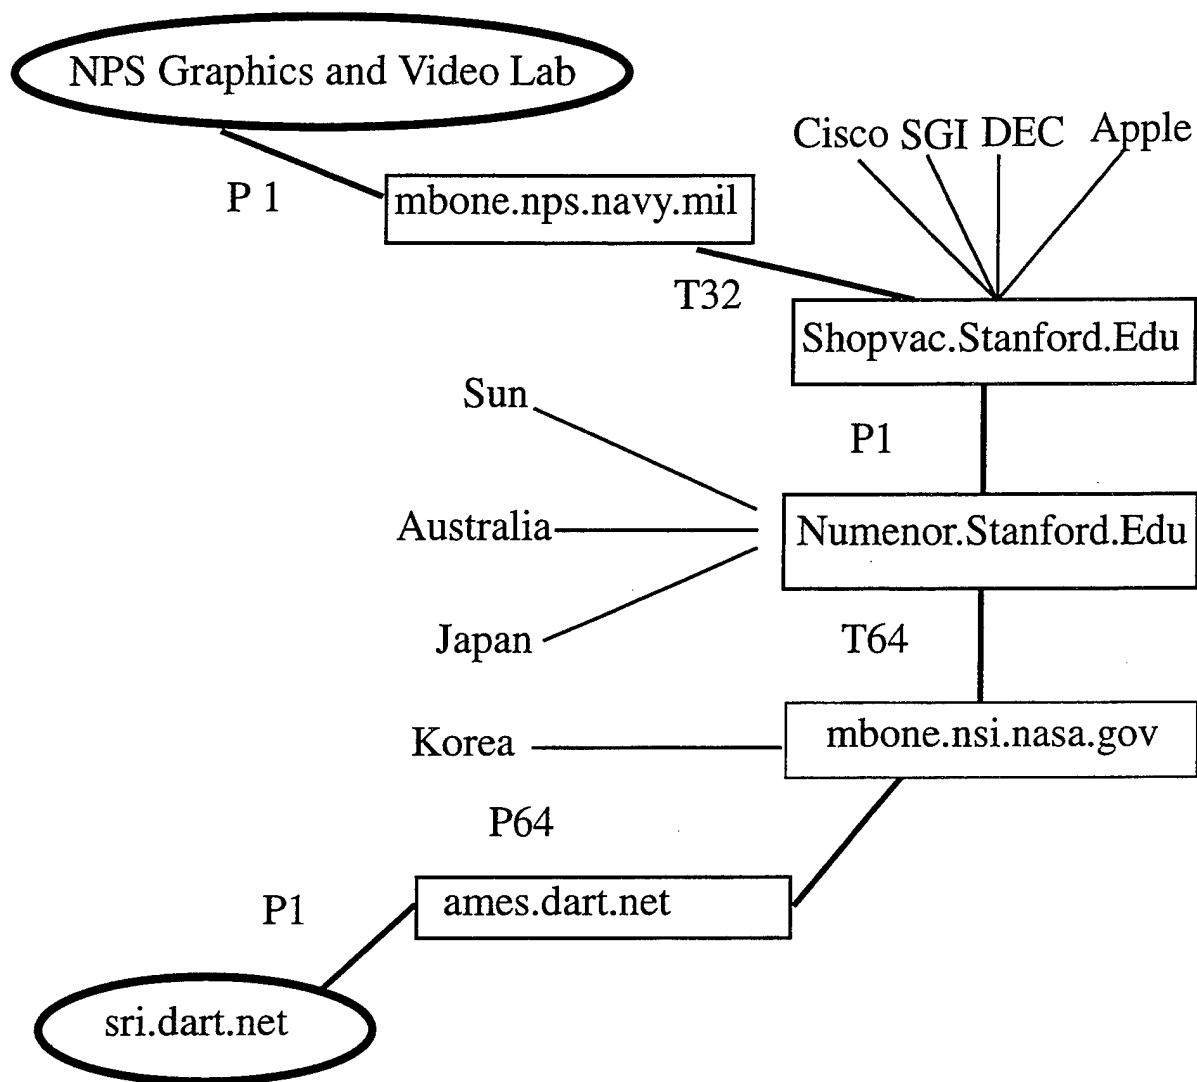 NPS Graphics and Video Lab
Cisco SGI DEC Apple
P 1
mbone.nps.navy.mil
T32
Shopvac.Stanford.Edu
Sun
P1
Australia
Numenor.Stanford.Edu
Japan
T64
Korea
mbone.nsi.nasa.gov
P64
ames.dart.net
P1
sri.dart.net